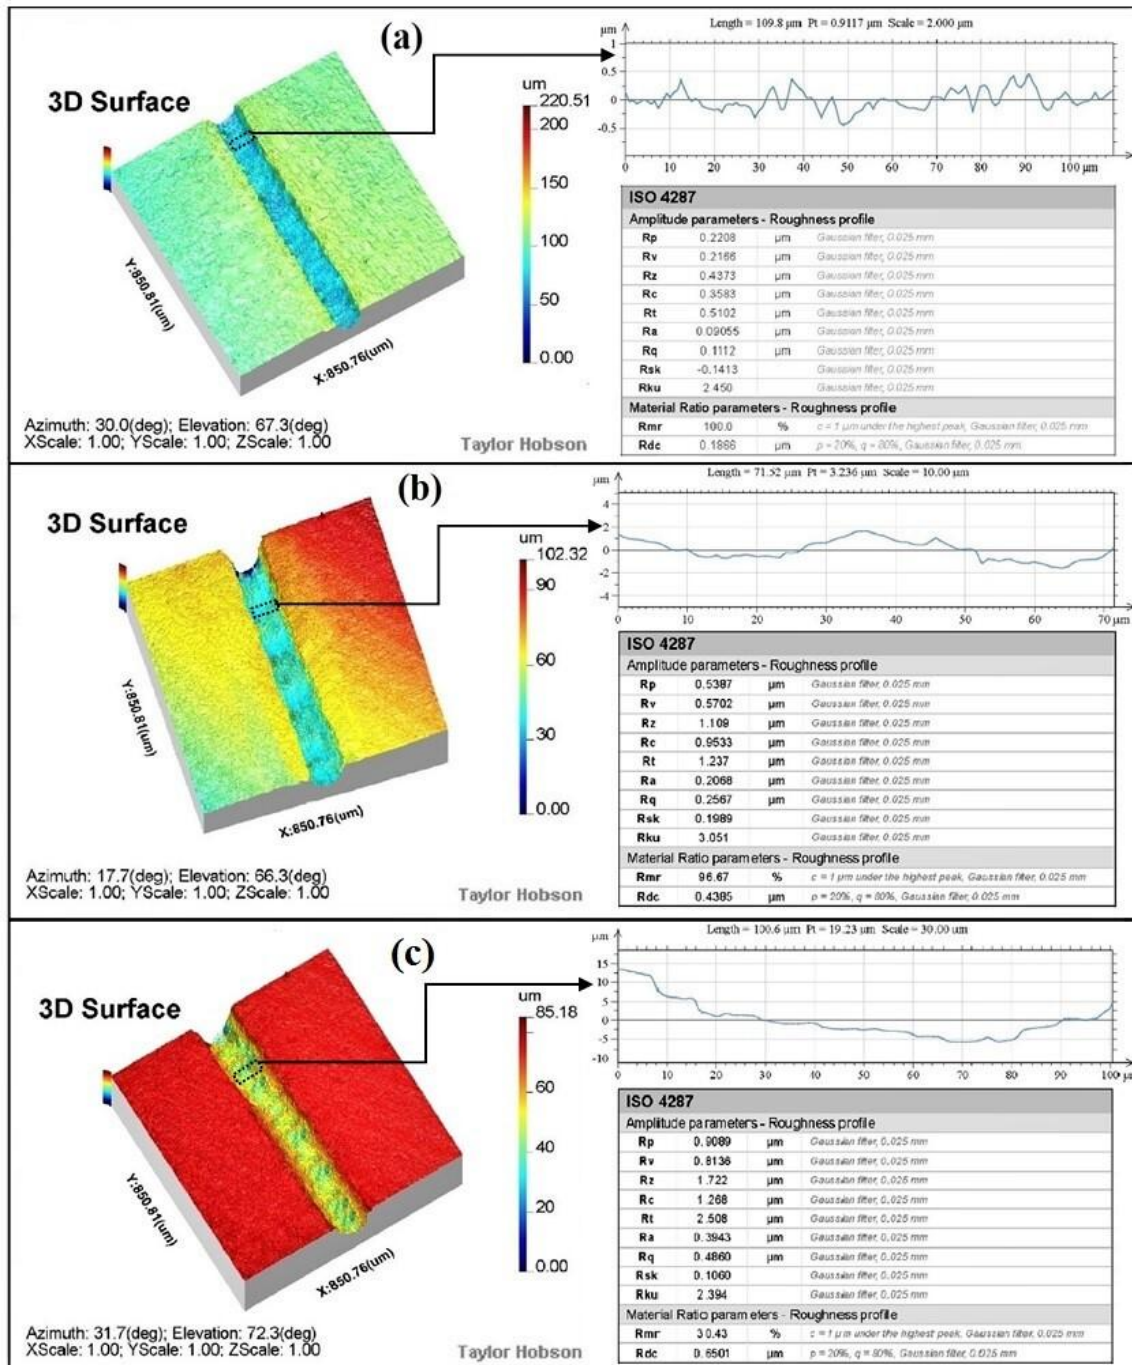 (a)
3D Surface
um
220.51
200
150
100
50
0.00
Y:850.81(um)
X:850.76(um)
Azimuth: 30.0(deg); Elevation: 67.3(deg)
XScale: 1.00; YScale: 1.00; ZScale: 1.00
Taylor Hobson
Length = 109.8 µm Pt = 0.9117 µm Scale = 2.000 µm
µm
1
0.5
0
-0.5
0 10 20 30 40 50 60 70 80 90 100 µm
ISO 4287
Amplitude parameters - Roughness profile
Rp 0.2208 µm Gaussian filter, 0.025 mm
Rv 0.2166 µm Gaussian filter, 0.025 mm
Rz 0.4373 µm Gaussian filter, 0.025 mm
Rc 0.3583 µm Gaussian filter, 0.025 mm
Rt 0.5102 µm Gaussian filter, 0.025 mm
Ra 0.09055 µm Gaussian filter, 0.025 mm
Rq 0.1112 µm Gaussian filter, 0.025 mm
Rsk -0.1413 Gaussian filter, 0.025 mm
Rku 2.450 Gaussian filter, 0.025 mm
Material Ratio parameters - Roughness profile
Rmr 100.0 % c = 1 µm under the highest peak, Gaussian filter, 0.025 mm
Rdc 0.1866 µm p = 20%, q = 80%, Gaussian filter, 0.025 mm
(b)
3D Surface
um
102.32
90
60
30
0.00
Y:850.81(um)
X:850.76(um)
Azimuth: 17.7(deg); Elevation: 66.3(deg)
XScale: 1.00; YScale: 1.00; ZScale: 1.00
Taylor Hobson
Length = 71.52 µm Pt = 3.236 µm Scale = 10.00 µm
µm
4
2
0
-2
-4
0 10 20 30 40 50 60 70 µm
ISO 4287
Amplitude parameters - Roughness profile
Rp 0.5387 µm Gaussian filter, 0.025 mm
Rv 0.5702 µm Gaussian filter, 0.025 mm
Rz 1.109 µm Gaussian filter, 0.025 mm
Rc 0.9533 µm Gaussian filter, 0.025 mm
Rt 1.237 µm Gaussian filter, 0.025 mm
Ra 0.2068 µm Gaussian filter, 0.025 mm
Rq 0.2567 µm Gaussian filter, 0.025 mm
Rsk 0.1989 Gaussian filter, 0.025 mm
Rku 3.051 Gaussian filter, 0.025 mm
Material Ratio parameters - Roughness profile
Rmr 96.67 % c = 1 µm under the highest peak, Gaussian filter, 0.025 mm
Rdc 0.4385 µm p = 20%, q = 80%, Gaussian filter, 0.025 mm
(c)
3D Surface
um
85.18
60
40
20
0.00
Y:850.81(um)
X:850.76(um)
Azimuth: 31.7(deg); Elevation: 72.3(deg)
XScale: 1.00; YScale: 1.00; ZScale: 1.00
Taylor Hobson
Length = 100.6 µm Pt = 19.23 µm Scale = 30.00 µm
µm
15
10
5
0
-5
-10
0 10 20 30 40 50 60 70 80 90 100 µ
ISO 4287
Amplitude parameters - Roughness profile
Rp 0.9089 µm Gaussian filter, 0.025 mm
Rv 0.8136 µm Gaussian filter, 0.025 mm
Rz 1.722 µm Gaussian filter, 0.025 mm
Rc 1.268 µm Gaussian filter, 0.025 mm
Rt 2.508 µm Gaussian filter, 0.025 mm
Ra 0.3943 µm Gaussian filter, 0.025 mm
Rq 0.4860 µm Gaussian filter, 0.025 mm
Rsk 0.1060 Gaussian filter, 0.025 mm
Rku 2.394 Gaussian filter, 0.025 mm
Material Ratio parameters - Roughness profile
Rmr 30.43 % c = 1 µm under the highest peak, Gaussian filter, 0.025 mm
Rdc 0.6501 µm p = 20%, q = 80%, Gaussian filter, 0.025 mm